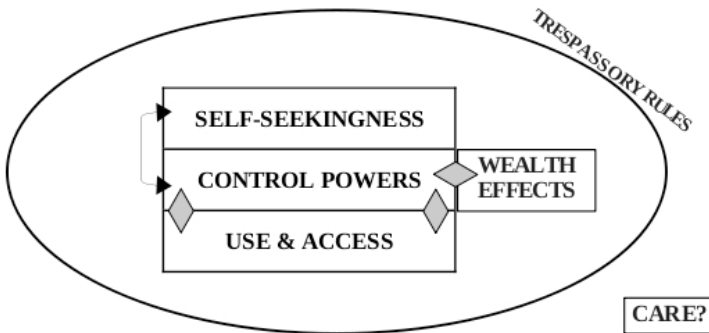 TRESPASSORY RULES
SELF-SEEKINGNESS
CONTROL POWERS
WEALTH
EFFECTS
USE & ACCESS
CARE?